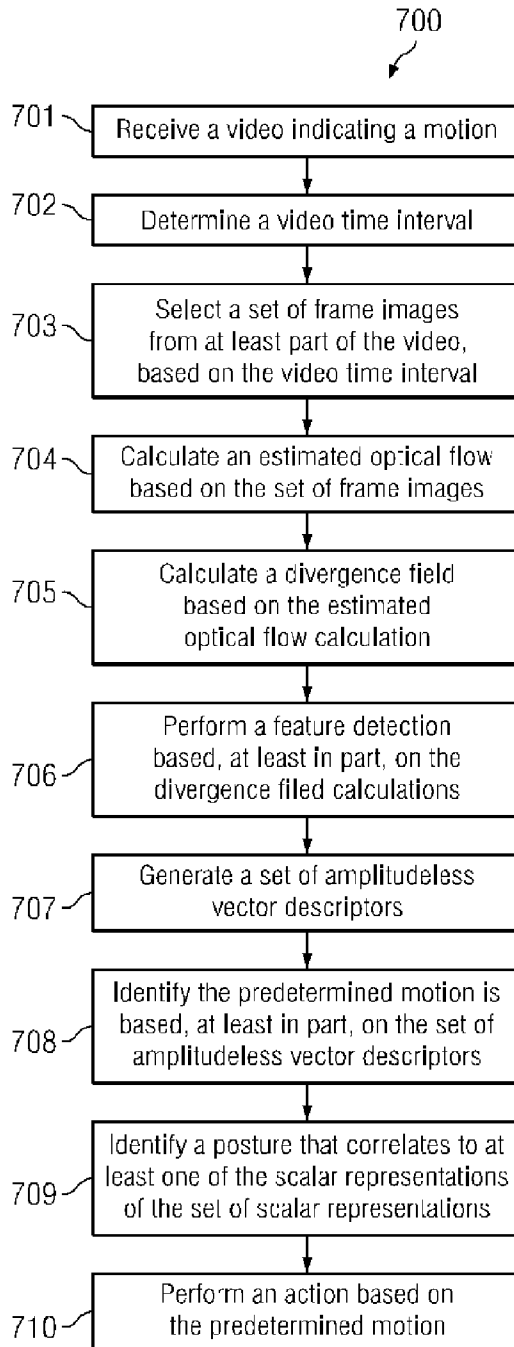 700
701
Receive a video indicating a motion
702
Determine a video time interval
703
Select a set of frame images
from at least part of the video,
based on the video time interval
704
Calculate an estimated optical flow
based on the set of frame images
705
Calculate a divergence field
based on the estimated
optical flow calculation
706
Perform a feature detection
based, at least in part, on the
divergence filed calculations
707
Generate a set of amplitudeless
vector descriptors
708
Identify the predetermined motion is
based, at least in part, on the set of
amplitudeless vector descriptors
709
Identify a posture that correlates to at
least one of the scalar representations
of the set of scalar representations
710
Perform an action based on
the predetermined motion